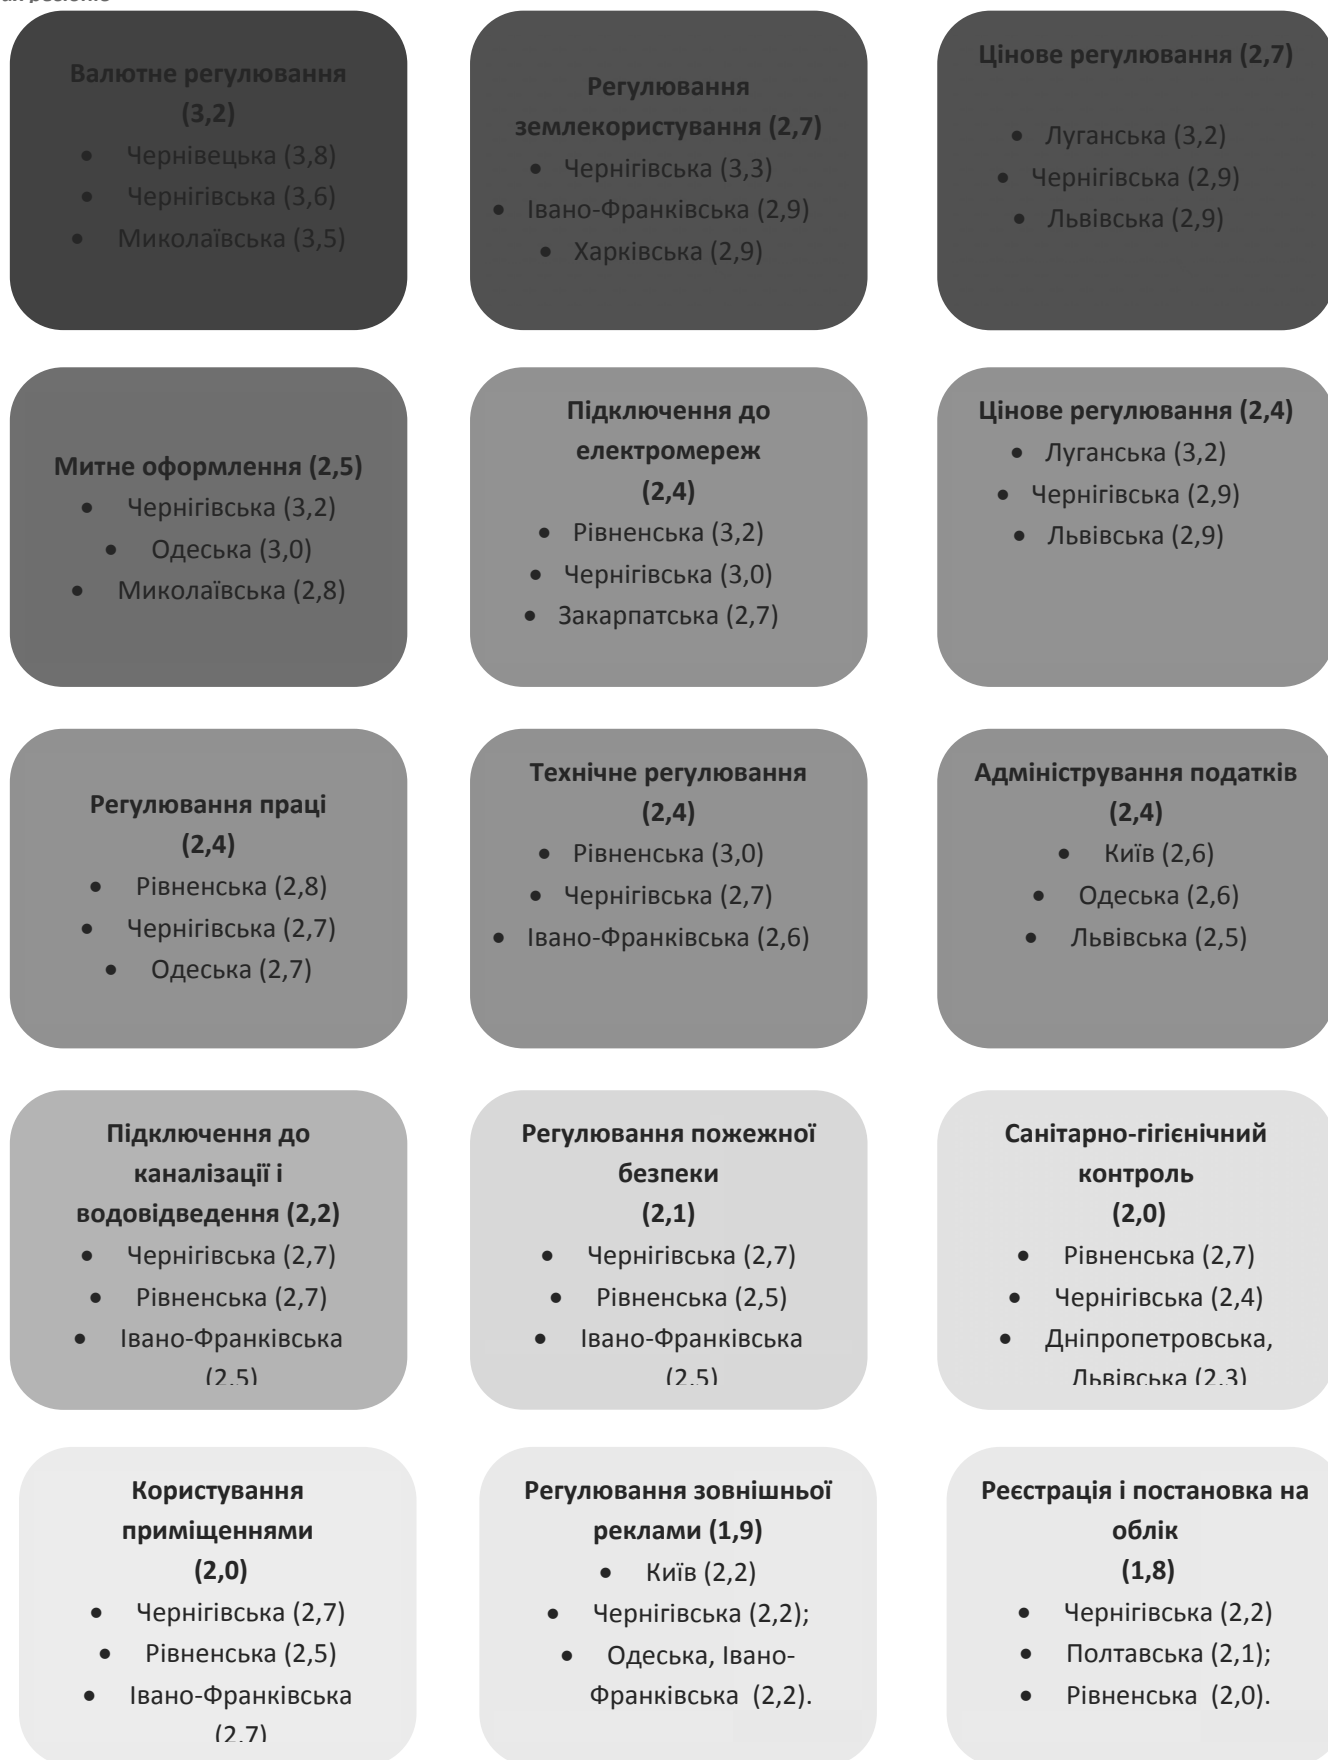 Валютне регулювання
(3,2)
• Чернівецька (3,8)
• Чернігівська (3,6)
• Миколаївська (3,5)
Регулювання
землекористування (2,7)
• Чернігівська (3,3)
• Івано-Франківська (2,9)
• Харківська (2,9)
Цінове регулювання (2,7)
• Луганська (3,2)
• Чернігівська (2,9)
• Львівська (2,9)
Митне оформлення (2,5)
• Чернігівська (3,2)
• Одеська (3,0)
• Миколаївська (2,8)
Підключення до
електромереж
(2,4)
• Рівненська (3,2)
• Чернігівська (3,0)
• Закарпатська (2,7)
Цінове регулювання (2,4)
• Луганська (3,2)
• Чернігівська (2,9)
• Львівська (2,9)
Регулювання праці
(2,4)
• Рівненська (2,8)
• Чернігівська (2,7)
• Одеська (2,7)
Технічне регулювання
(2,4)
• Рівненська (3,0)
• Чернігівська (2,7)
• Івано-Франківська (2,6)
Адміністрування податків
(2,4)
• Київ (2,6)
• Одеська (2,6)
• Львівська (2,5)
Підключення до
каналізації і
водовідведення (2,2)
• Чернігівська (2,7)
• Рівненська (2,7)
• Івано-Франківська
(2,5)
Регулювання пожежної
безпеки
(2,1)
• Чернігівська (2,7)
• Рівненська (2,5)
• Івано-Франківська
(2,5)
Санітарно-гігієнічний
контроль
(2,0)
• Рівненська (2,7)
• Чернігівська (2,4)
• Дніпропетровська,
Львівська (2,3)
Користування
приміщеннями
(2,0)
• Чернігівська (2,7)
• Рівненська (2,5)
• Івано-Франківська
(2,7)
Регулювання зовнішньої
реклами (1,9)
• Київ (2,2)
• Чернігівська (2,2);
• Одеська, Івано-
Франківська (2,2).
Реєстрація і постановка на
облік
(1,8)
• Чернігівська (2,2)
• Полтавська (2,1);
• Рівненська (2,0).